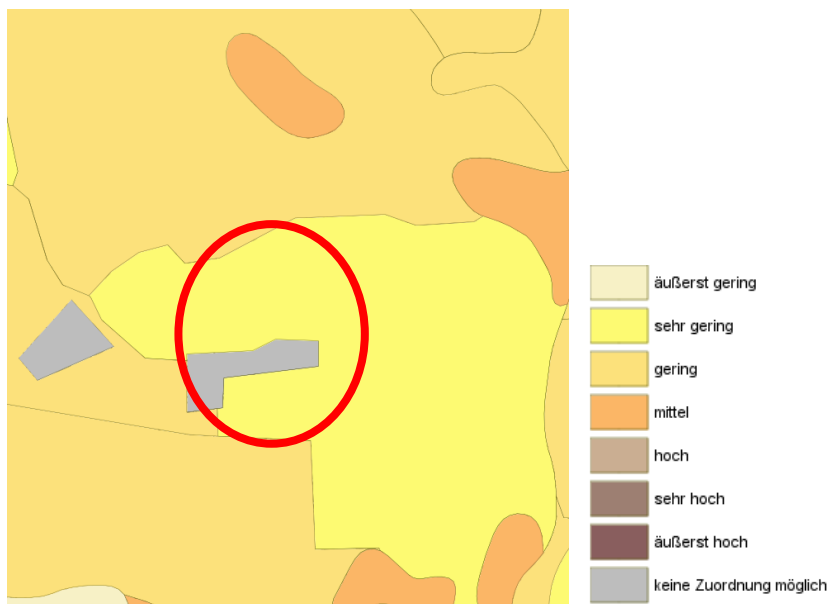 äußerst gering
sehr gering
gering
mittel
hoch
sehr hoch
äußerst hoch
keine Zuordnung möglich